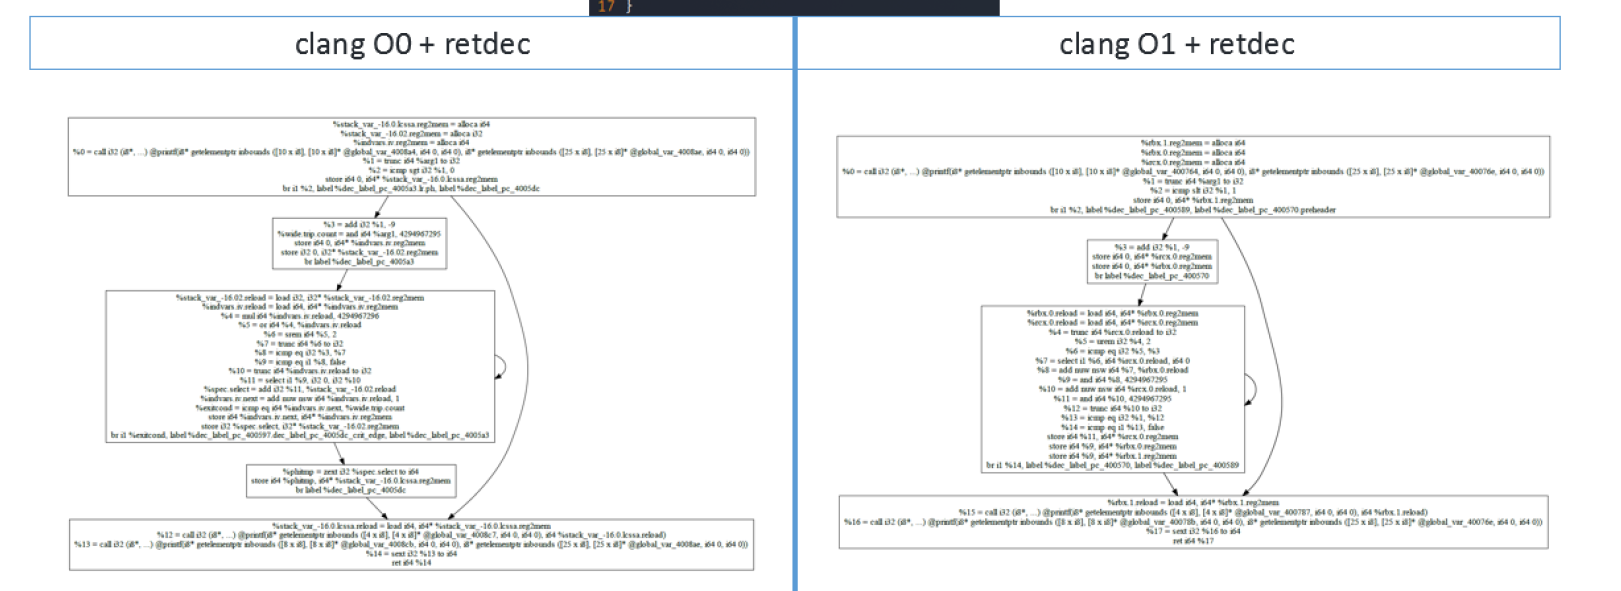 17 }
clang O0 + retdec
clang O1 + retdec
%stack_var_-16.0.lcssa.reg2mem = alloca i64
%stack_var_-16.02.reg2mem = alloca i32
%indvars.iv.reg2mem = alloca i64
%0 = call i32 (i8*, ...) @printf(i8* getelementptr inbounds ([10 x i8], [10 x i8]* @global_var_4008a4, i64 0, i64 0), i8* getelementptr inbounds ([25 x i8], [25 x i8]* @global_var_4008ae, i64 0, i64 0))
%1 = trunc i64 %arg1 to i32
%2 = icmp sgt i32 %1, 0
store i64 0, i64* %stack_var_-16.0.lcssa.reg2mem
br i1 %2, label %dec_label_pc_4005a3.lr.ph, label %dec_label_pc_4005dc
%3 = add i32 %1, -9
%wide.trip.count = and i64 %arg1, 4294967295
store i64 0, i64* %indvars.iv.reg2mem
store i32 0, i32* %stack_var_-16.02.reg2mem
br label %dec_label_pc_4005a3
%stack_var_-16.02.reload = load i32, i32* %stack_var_-16.02.reg2mem
%indvars.iv.reload = load i64, i64* %indvars.iv.reg2mem
%4 = mul i64 %indvars.iv.reload, 4294967296
%5 = or i64 %4, %indvars.iv.reload
%6 = srem i64 %5, 2
%7 = trunc i64 %6 to i32
%8 = icmp eq i32 %3, %7
%9 = icmp eq i1 %8, false
%10 = trunc i64 %indvars.iv.reload to i32
%11 = select i1 %9, i32 0, i32 %10
%spec.select = add i32 %11, %stack_var_-16.02.reload
%indvars.iv.next = add nuw nsw i64 %indvars.iv.reload, 1
%exitcond = icmp eq i64 %indvars.iv.next, %wide.trip.count
store i64 %indvars.iv.next, i64* %indvars.iv.reg2mem
store i32 %spec.select, i32* %stack_var_-16.02.reg2mem
br i1 %exitcond, label %dec_label_pc_400597.dec_label_pc_4005dc_crit_edge, label %dec_label_pc_4005a3
%phitmp = zext i32 %spec.select to i64
store i64 %phitmp, i64* %stack_var_-16.0.lcssa.reg2mem
br label %dec_label_pc_4005dc
%stack_var_-16.0.lcssa.reload = load i64, i64* %stack_var_-16.0.lcssa.reg2mem
%12 = call i32 (i8*, ...) @printf(i8* getelementptr inbounds ([4 x i8], [4 x i8]* @global_var_4008c7, i64 0, i64 0), i64 %stack_var_-16.0.lcssa.reload)
%13 = call i32 (i8*, ...) @printf(i8* getelementptr inbounds ([8 x i8], [8 x i8]* @global_var_4008cb, i64 0, i64 0), i8* getelementptr inbounds ([25 x i8], [25 x i8]* @global_var_4008ae, i64 0, i64 0))
%14 = sext i32 %13 to i64
ret i64 %14
%rbx.1.reg2mem = alloca i64
%rbx.0.reg2mem = alloca i64
%rcx.0.reg2mem = alloca i64
%0 = call i32 (i8*, ...) @printf(i8* getelementptr inbounds ([10 x i8], [10 x i8]* @global_var_400764, i64 0, i64 0), i8* getelementptr inbounds ([25 x i8], [25 x i8]* @global_var_40076e, i64 0, i64 0))
%1 = trunc i64 %arg1 to i32
%2 = icmp slt i32 %1, 1
store i64 0, i64* %rbx.1.reg2mem
br i1 %2, label %dec_label_pc_400589, label %dec_label_pc_400570.preheader
%3 = add i32 %1, -9
store i64 0, i64* %rcx.0.reg2mem
store i64 0, i64* %rbx.0.reg2mem
br label %dec_label_pc_400570
%rbx.0.reload = load i64, i64* %rbx.0.reg2mem
%rcx.0.reload = load i64, i64* %rcx.0.reg2mem
%4 = trunc i64 %rcx.0.reload to i32
%5 = urem i32 %4, 2
%6 = icmp eq i32 %5, %3
%7 = select i1 %6, i64 %rcx.0.reload, i64 0
%8 = add nuw nsw i64 %7, %rbx.0.reload
%9 = and i64 %8, 4294967295
%10 = add nuw nsw i64 %rcx.0.reload, 1
%11 = and i64 %10, 4294967295
%12 = trunc i64 %10 to i32
%13 = icmp eq i32 %1, %12
%14 = icmp eq i1 %13, false
store i64 %11, i64* %rcx.0.reg2mem
store i64 %9, i64* %rbx.0.reg2mem
store i64 %9, i64* %rbx.1.reg2mem
br i1 %14, label %dec_label_pc_400570, label %dec_label_pc_400589
%rbx.1.reload = load i64, i64* %rbx.1.reg2mem
%15 = call i32 (i8*, ...) @printf(i8* getelementptr inbounds ([4 x i8], [4 x i8]* @global_var_400787, i64 0, i64 0), i64 %rbx.1.reload)
%16 = call i32 (i8*, ...) @printf(i8* getelementptr inbounds ([8 x i8], [8 x i8]* @global_var_40078b, i64 0, i64 0), i8* getelementptr inbounds ([25 x i8], [25 x i8]* @global_var_40076e, i64 0, i64 0))
%17 = sext i32 %16 to i64
ret i64 %17